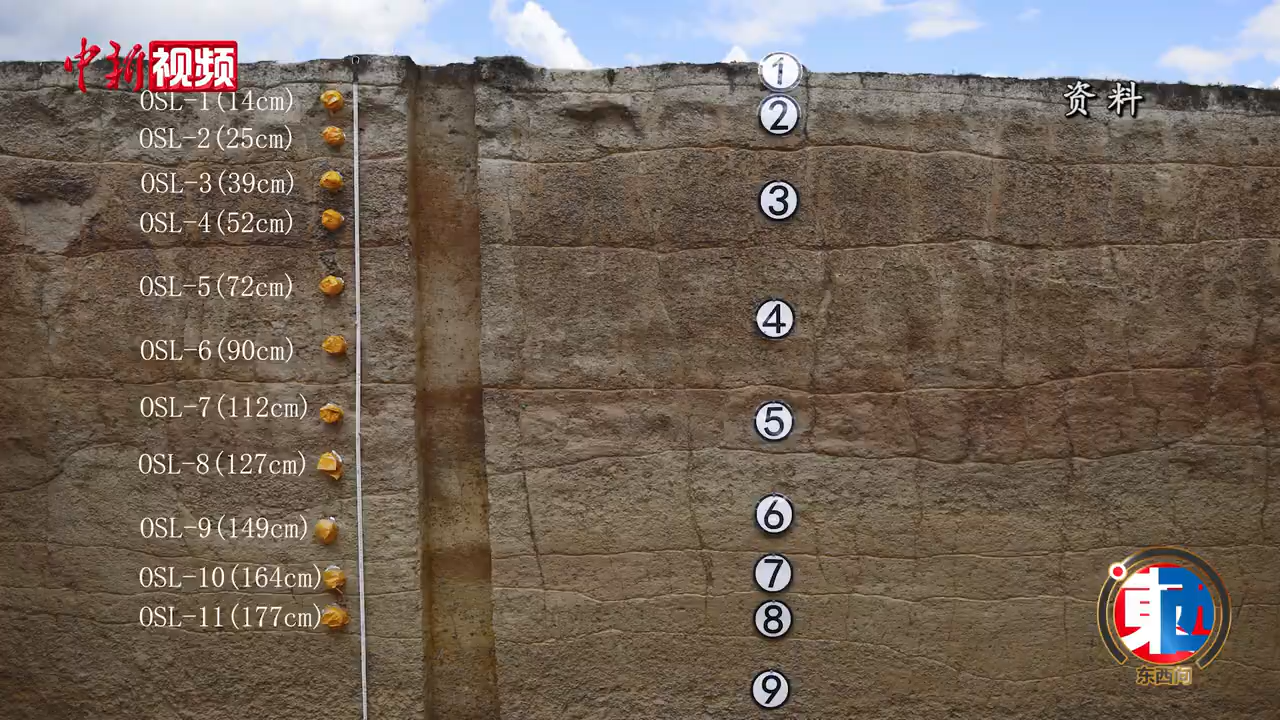 中新视频
资料
OSL-1(14cm)
OSL-2(25cm)
OSL-3(39cm)
OSL-4(52cm)
OSL-5(72cm)
OSL-6(90cm)
OSL-7(112cm)
OSL-8(127cm)
OSL-9(149cm)
OSL-10(164cm)
OSL-11(177cm)
1
2
3
4
5
6
7
8
9
东西问